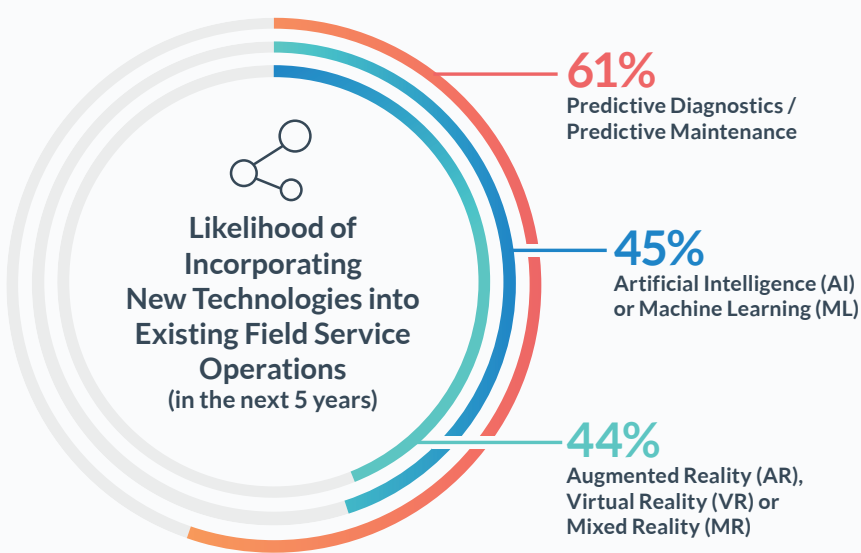 Likelihood of
Incorporating
New Technologies into
Existing Field Service
Operations
(in the next 5 years)
61%
Predictive Diagnostics /
Predictive Maintenance
45%
Artificial Intelligence (AI)
or Machine Learning (ML)
44%
Augmented Reality (AR),
Virtual Reality (VR) or
Mixed Reality (MR)